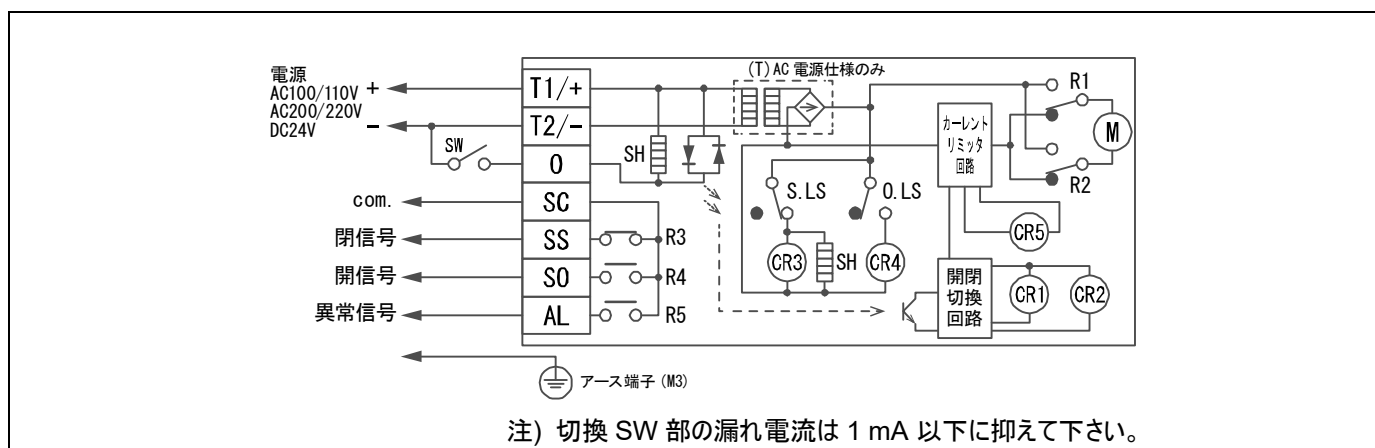 (T)AC 電源仕様のみ
電源
AC100/110V +
AC200/220V
DC24V −
SW
T1/+
T2/-
O
SC
SS
SO
AL
com.
閉信号
開信号
異常信号
SH
R3
R4
R5
S.LS
O.LS
CR3
SH
CR4
カーレント
リミッタ
回路
R1
M
R2
CR5
開閉
切換
回路
CR1
CR2
アース端子 (M3)
注) 切換 SW 部の漏れ電流は 1 mA 以下に抑えて下さい。